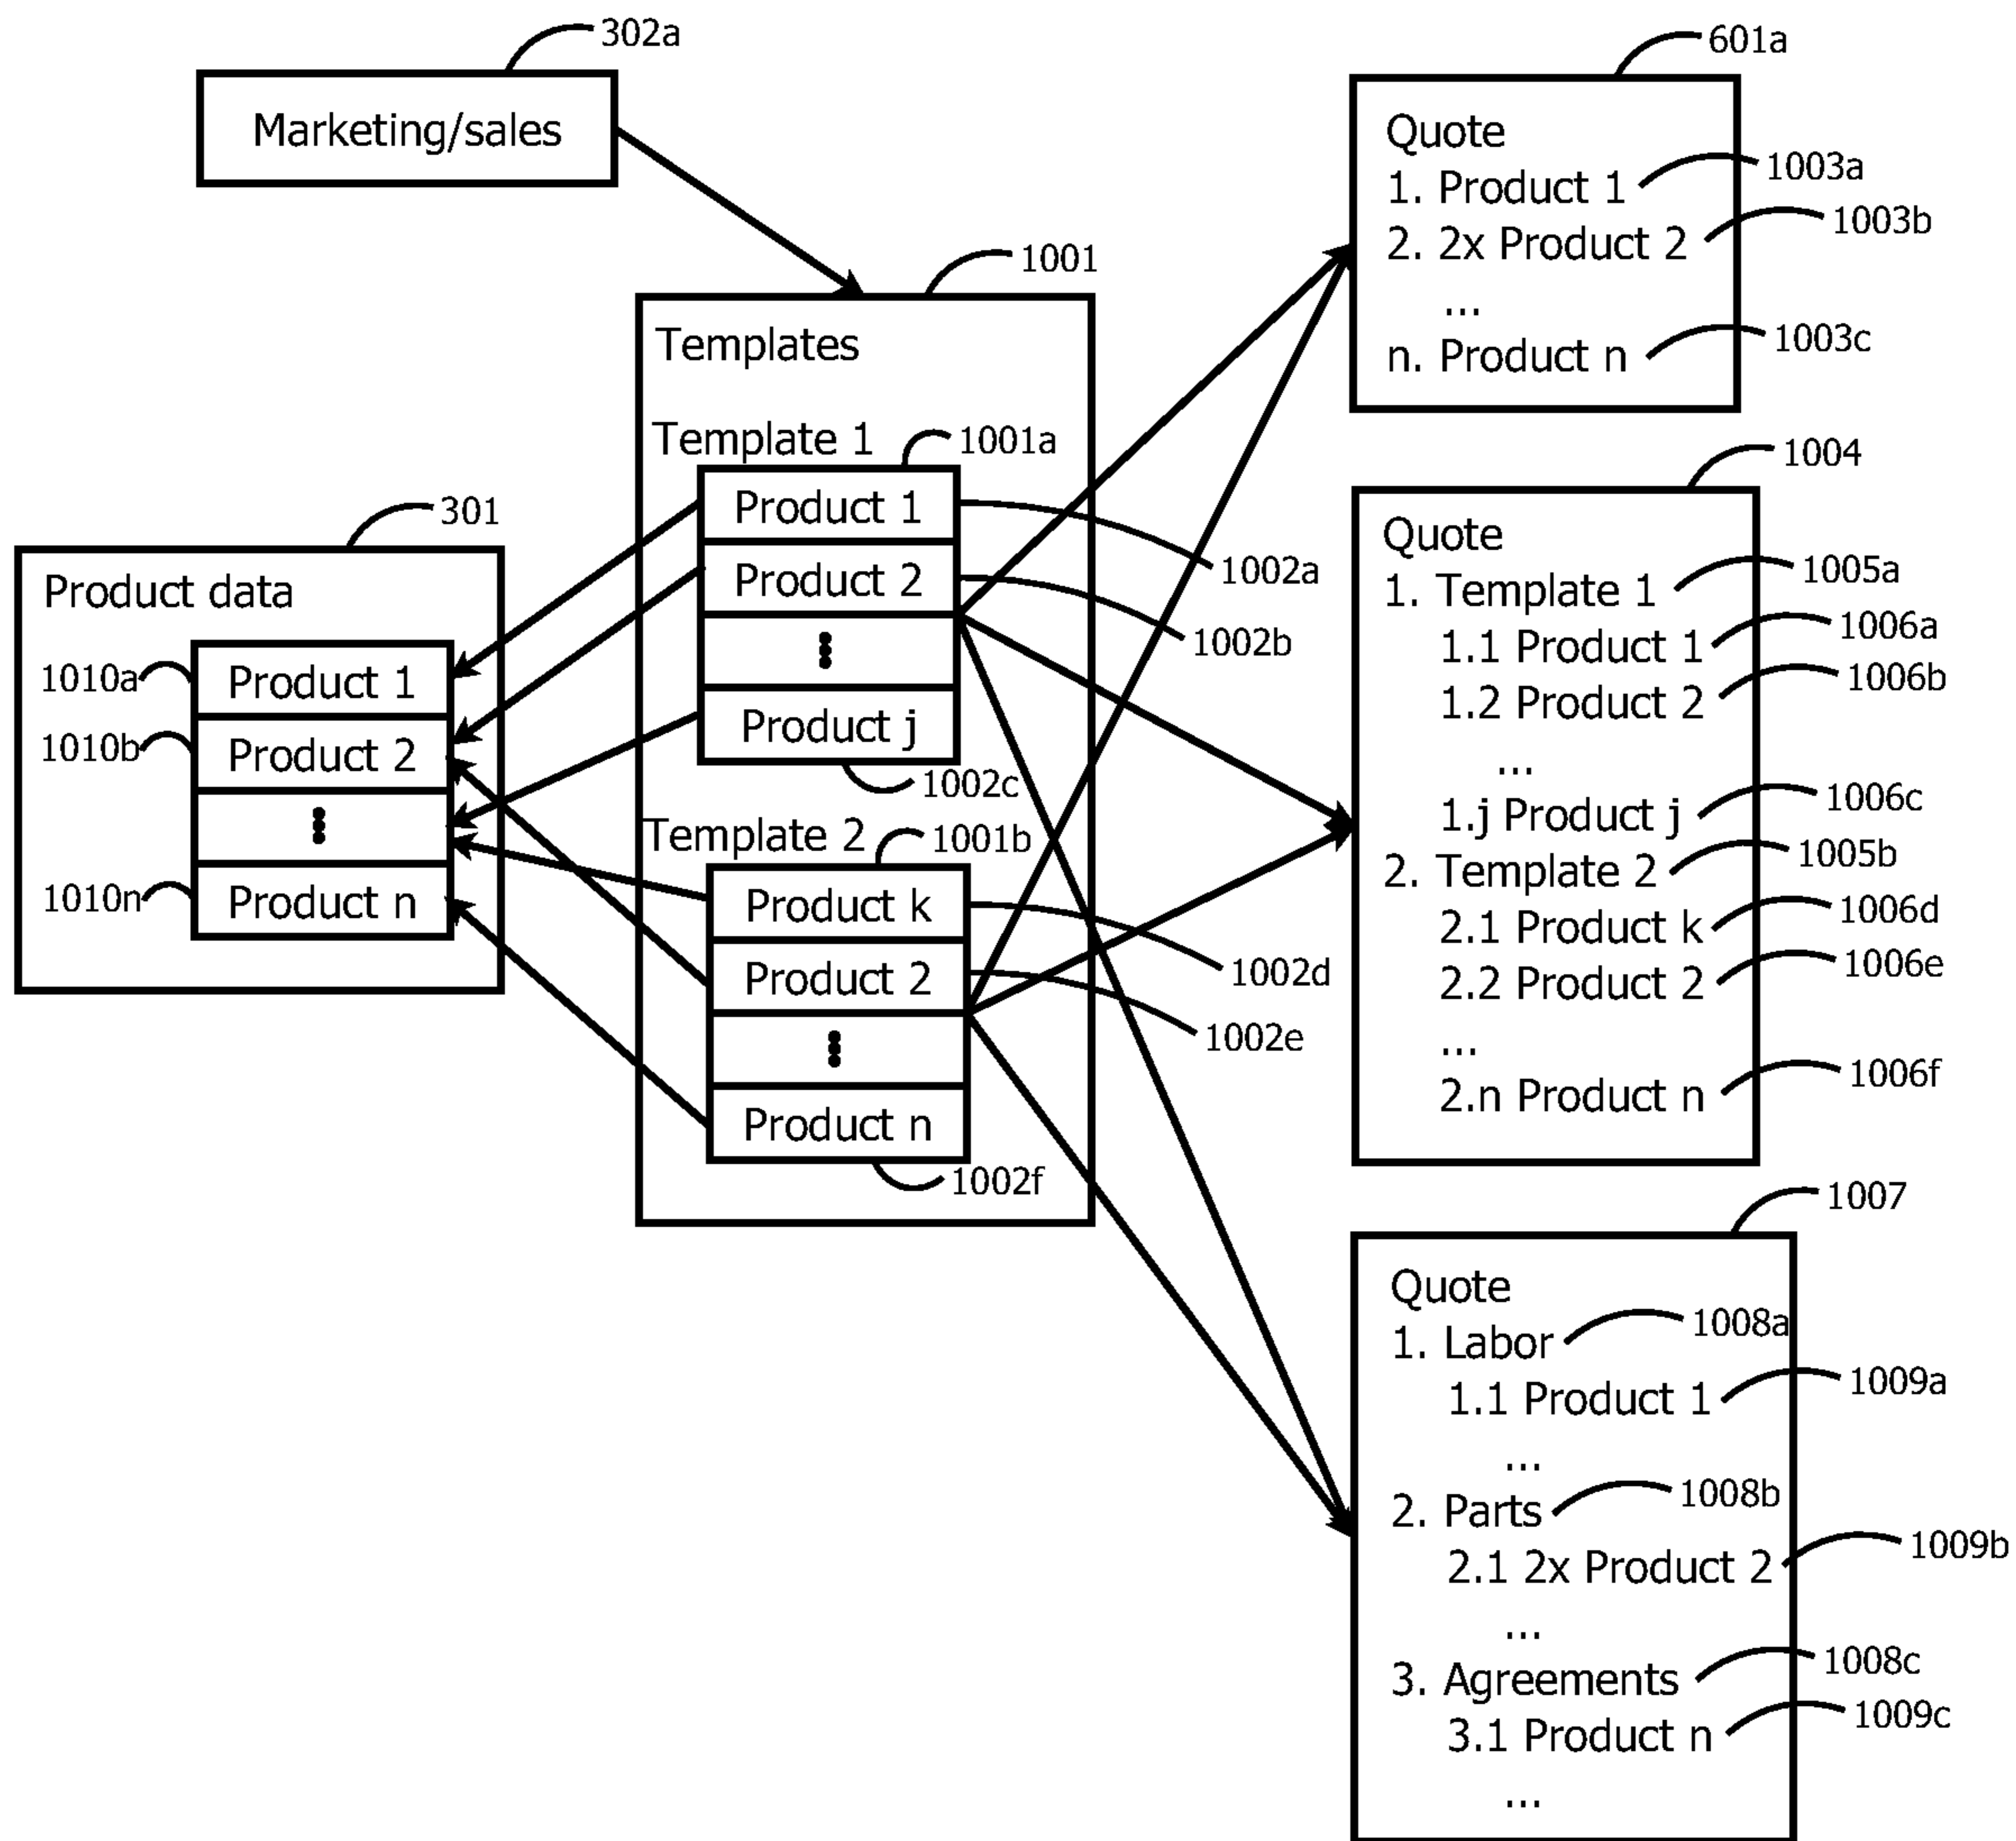 302a
Marketing/sales
601a
Quote
1. Product 1
1003a
2. 2x Product 2
1003b
...
n. Product n
1003c
1001
Templates
Template 1
1001a
Product 1
1002a
Product 2
1002b
Product j
1002c
Template 2
1001b
Product k
1002d
Product 2
1002e
Product n
1002f
301
Product data
1010a
Product 1
1010b
Product 2
1010n
Product n
1004
Quote
1. Template 1
1005a
1.1 Product 1
1006a
1.2 Product 2
1006b
...
1.j Product j
1006c
2. Template 2
1005b
2.1 Product k
1006d
2.2 Product 2
1006e
...
2.n Product n
1006f
1007
Quote
1. Labor
1008a
1.1 Product 1
1009a
...
2. Parts
1008b
2.1 2x Product 2
1009b
...
3. Agreements
1008c
3.1 Product n
1009c
...